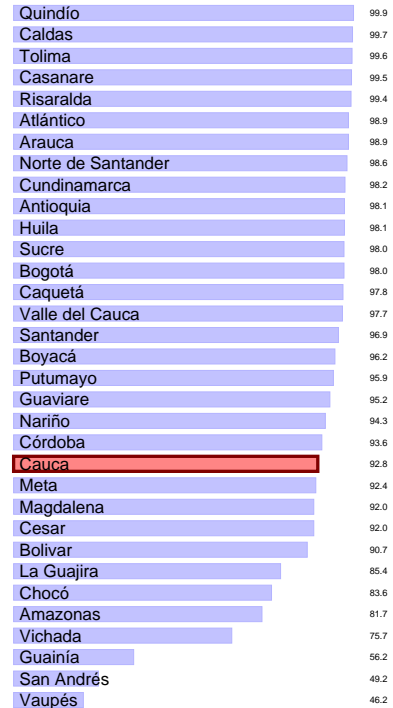 Quindío 99.9
Caldas 99.7
Tolima 99.6
Casanare 99.5
Risaralda 99.4
Atlántico 98.9
Arauca 98.9
Norte de Santander 98.6
Cundinamarca 98.2
Antioquia 98.1
Huila 98.1
Sucre 98.0
Bogotá 98.0
Caquetá 97.8
Valle del Cauca 97.7
Santander 96.9
Boyacá 96.2
Putumayo 95.9
Guaviare 95.2
Nariño 94.3
Córdoba 93.6
Cauca 92.8
Meta 92.4
Magdalena 92.0
Cesar 92.0
Bolivar 90.7
La Guajira 85.4
Chocó 83.6
Amazonas 81.7
Vichada 75.7
Guainía 56.2
San Andrés 49.2
Vaupés 46.2